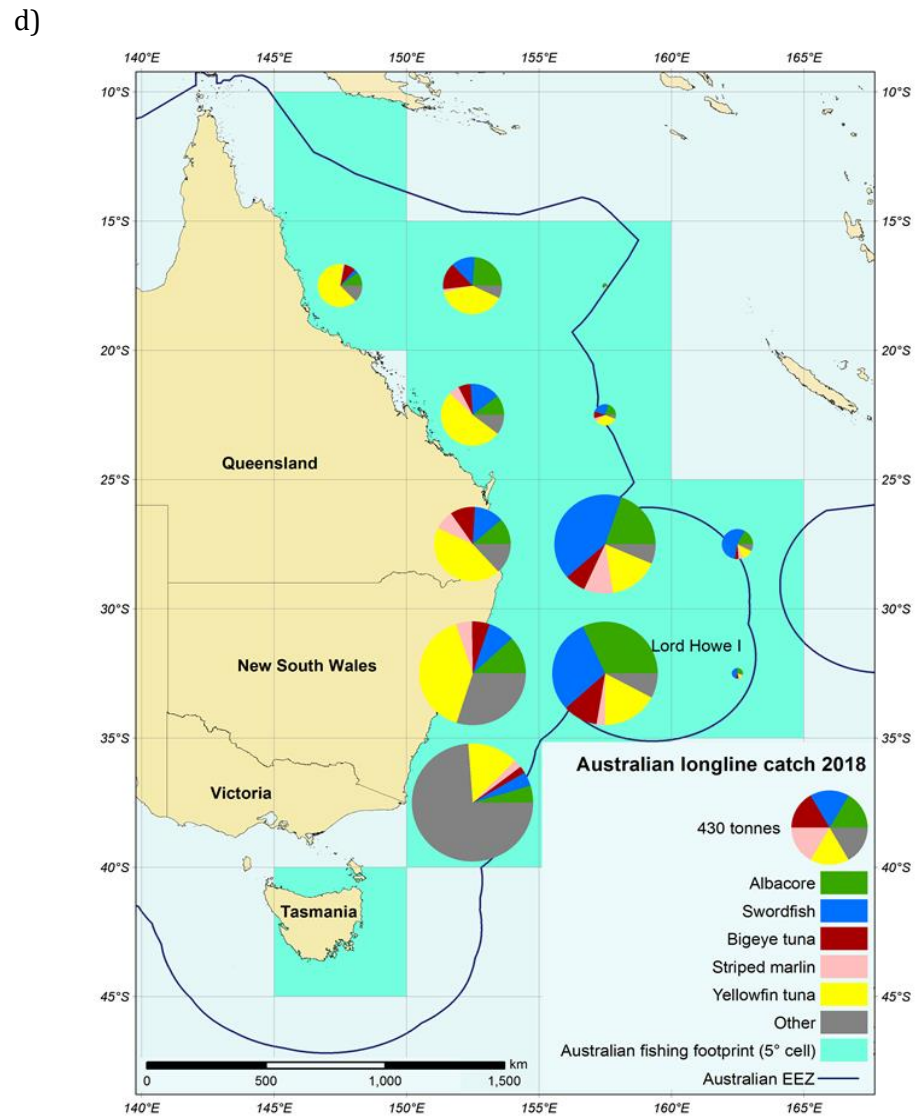 d)
140°E 145°E 150°E 155°E 160°E 165°E
10°S 10°S
15°S 15°S
20°S 20°S
25°S 25°S
Queensland
30°S 30°S
New South Wales
Lord Howe I
35°S 35°S
Victoria
Australian longline catch 2018
430 tonnes
40°S 40°S
Albacore
Tasmania
Swordfish
Bigeye tuna
Striped marlin
45°S 45°S
Yellowfin tuna
Other
Australian fishing footprint (5° cell)
Australian EEZ
km
0 500 1,000 1,500
140°E 145°E 150°E 155°E 160°E 165°E